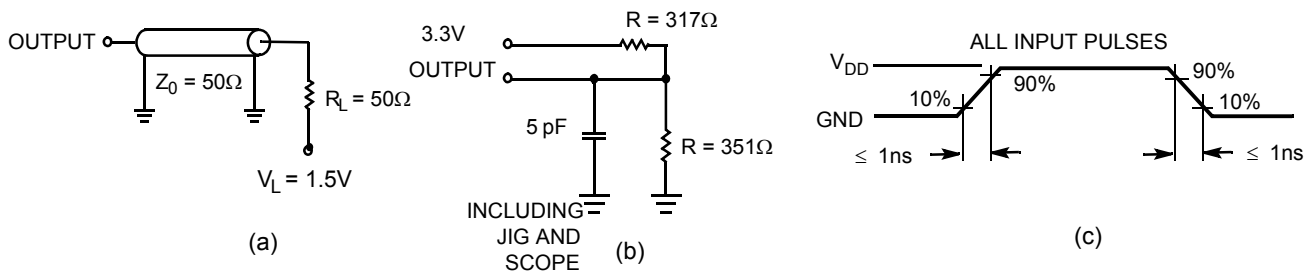 OUTPUT
Z0 = 50Ω
RL = 50Ω
VL = 1.5V
(a)
R = 317Ω
3.3V
OUTPUT
5 pF
R = 351Ω
INCLUDING
JIG AND
SCOPE
(b)
ALL INPUT PULSES
VDD
90%
90%
10%
10%
GND
≤ 1ns
≤ 1ns
(c)